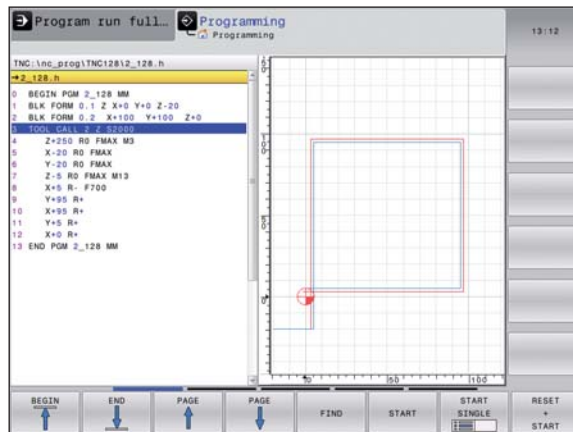 Program run full…
Programming
Programming
13:12
TNC:\nc_prog\TNC128\2_128.h
→2_128.h
0 BEGIN PGM 2_128 MM
1 BLK FORM 0.1 Z X+0 Y+0 Z-20
2 BLK FORM 0.2 X+100 Y+100 Z+0
3 TOOL CALL 2 Z S2000
4 Z+250 R0 FMAX M3
5 X-20 R0 FMAX
6 Y-20 R0 FMAX
7 Z-5 R0 FMAX M13
8 X+5 R- F700
9 Y+95 R+
10 X+95 R+
11 Y+5 R+
12 X+0 R+
13 END PGM 2_128 MM
100
50
0
0
50
100
BEGIN
END
PAGE
PAGE
FIND
START
START
SINGLE
RESET
+
START